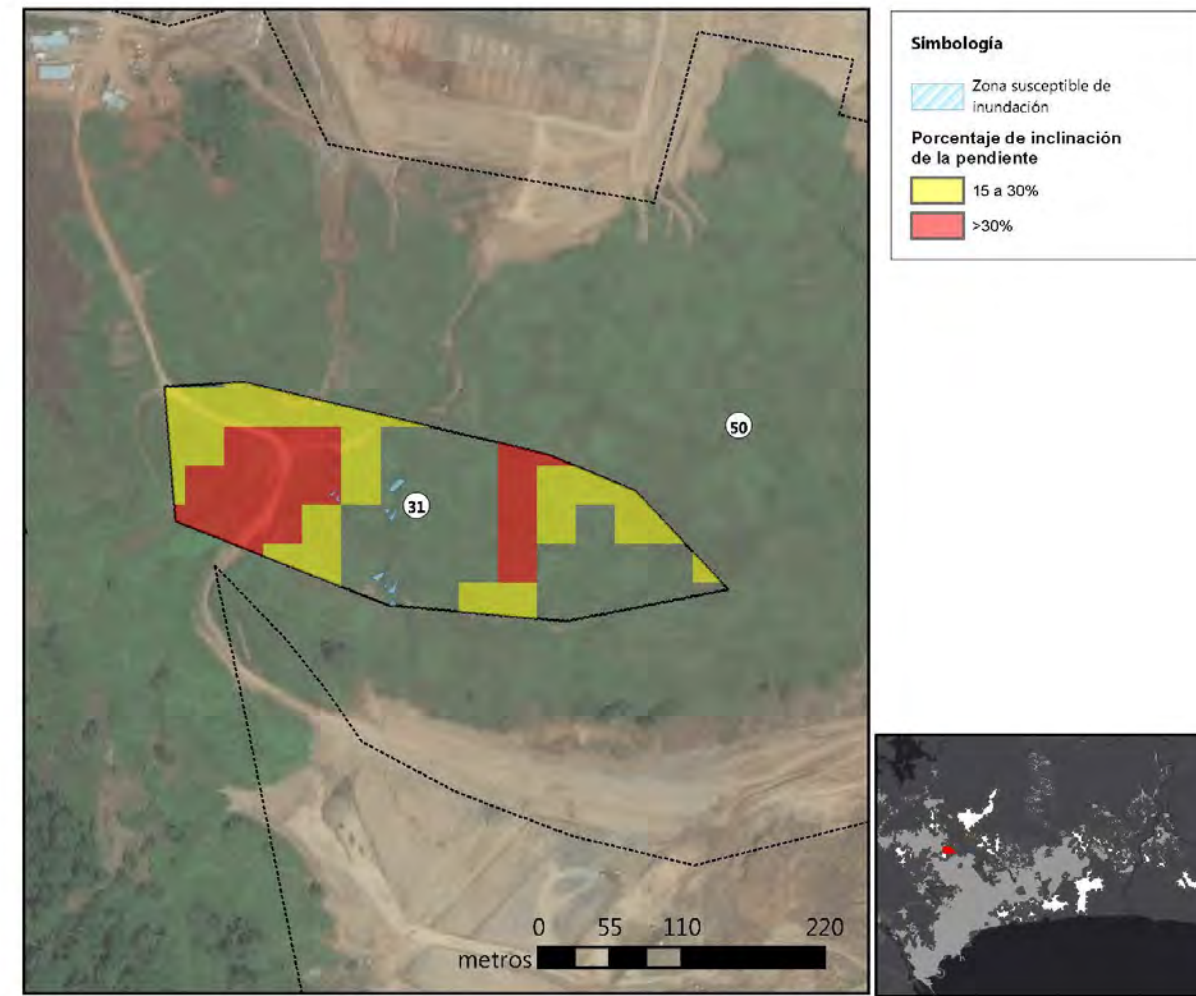 Simbología
Zona susceptible de
inundación
Porcentaje de inclinación
de la pendiente
15 a 30%
>30%
50
31
0 55 110 220
metros